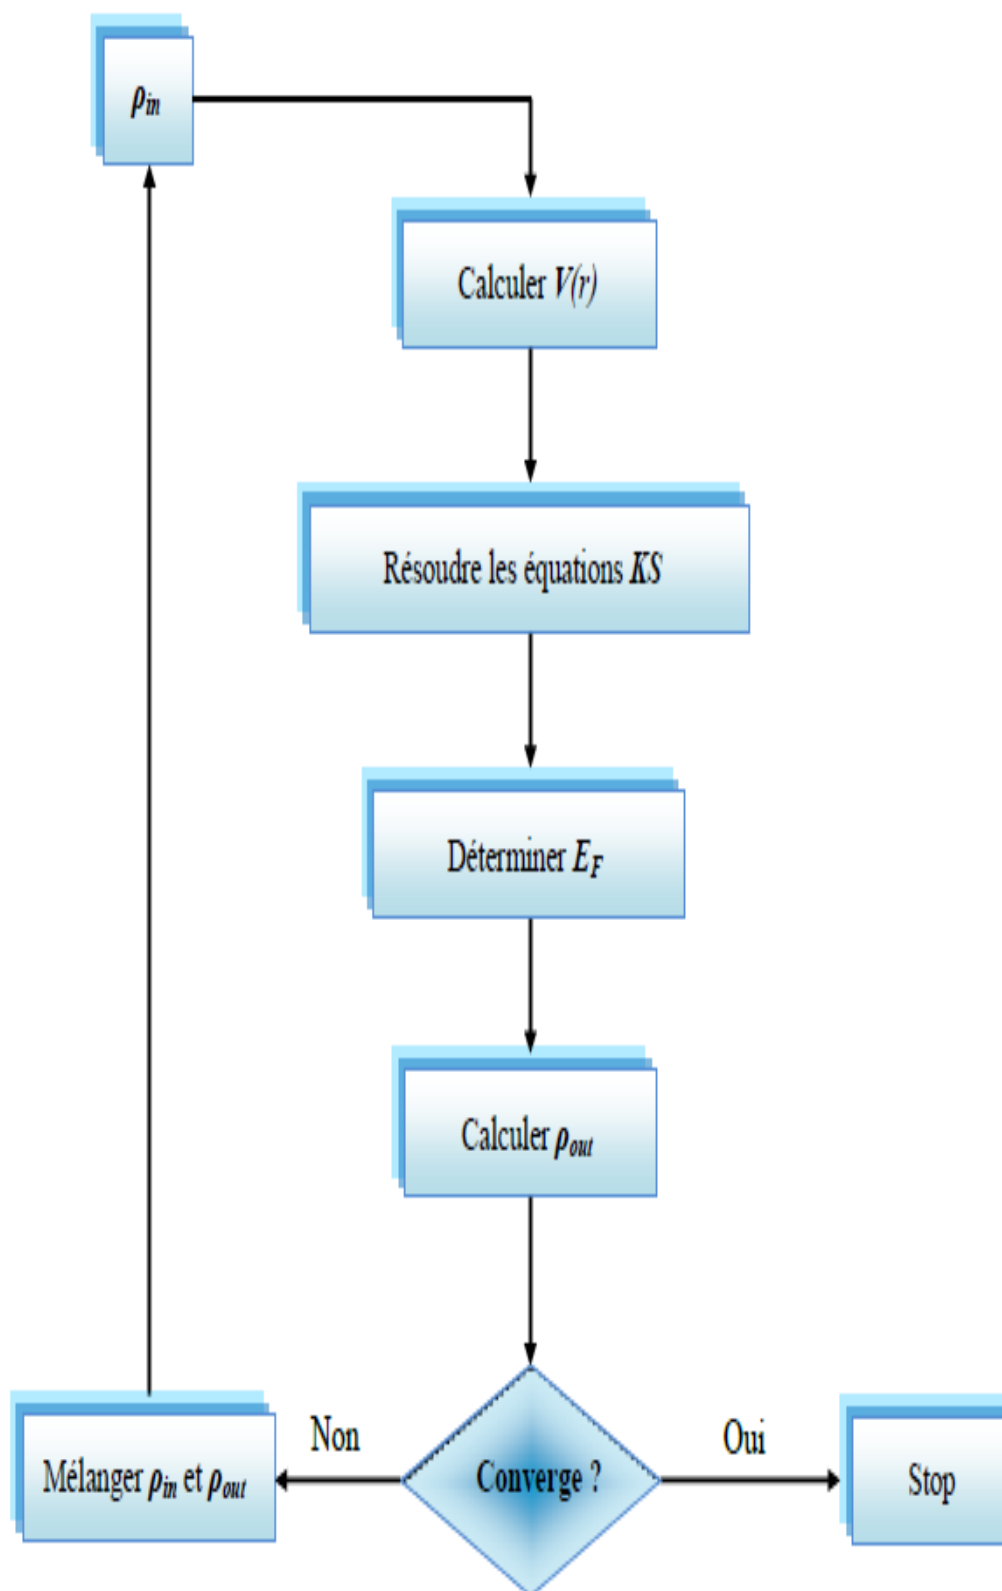 ρin
Calculer V(r)
Résoudre les équations KS
Déterminer EF
Calculer ρout
Non
Oui
Mélanger ρin et ρout
Converge ?
Stop